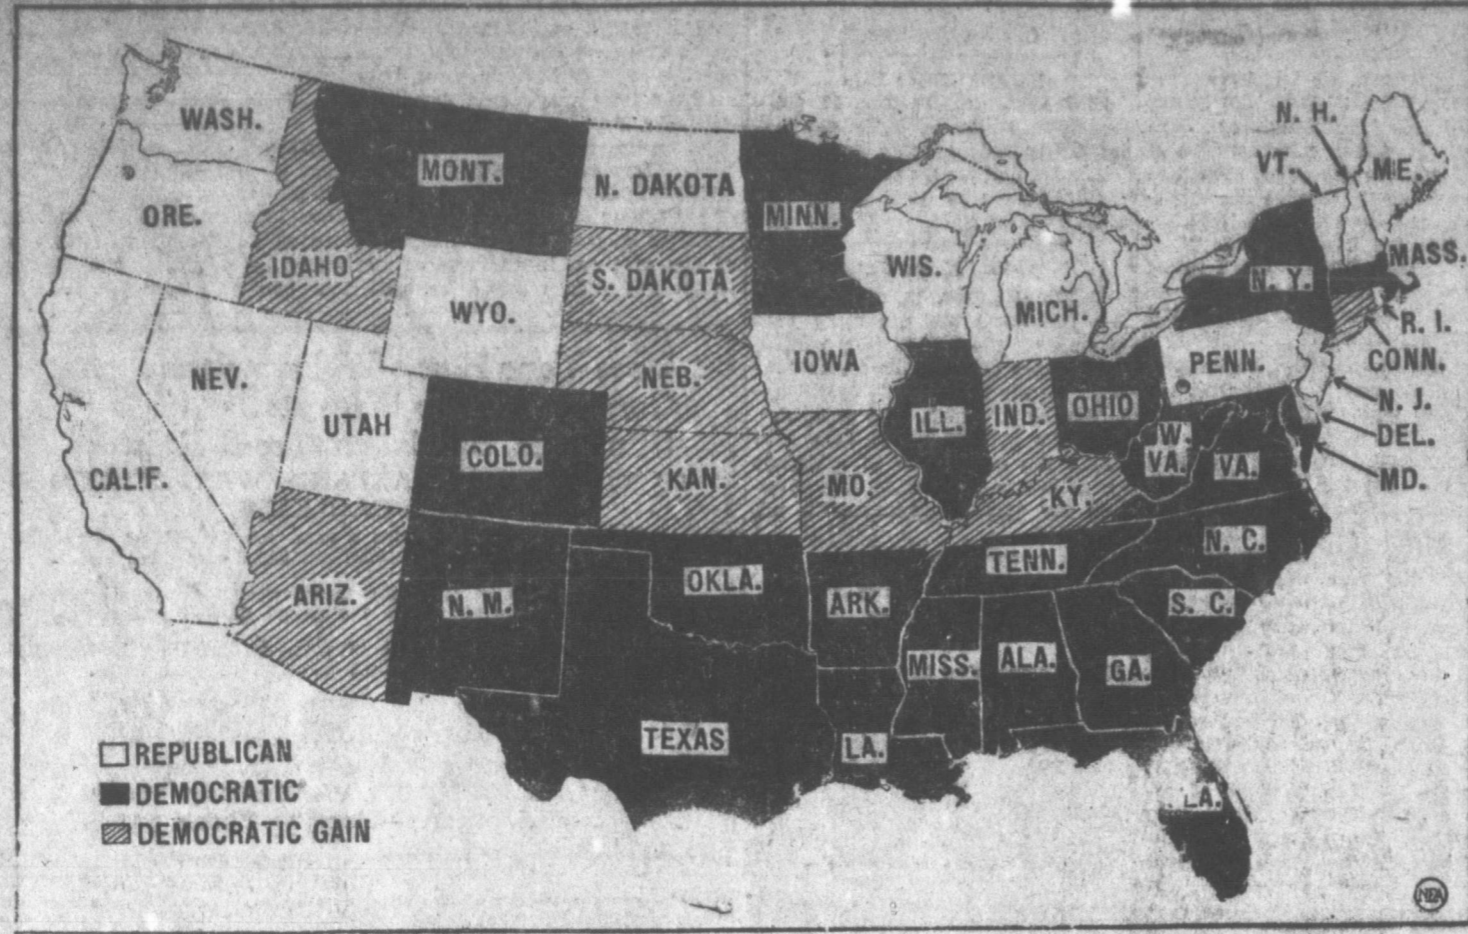 N. H.
WASH.
VT.
ME.
MONT.
N. DAKOTA
ORE.
MINN.
MASS.
IDAHO
S. DAKOTA
WIS.
N. Y.
WYO.
MICH.
R. I.
NEV.
NEB.
IOWA
PENN.
CONN.
UTAH
ILL.
IND.
OHIO
N. J.
DEL.
COLO.
CALIF.
KAN.
MO.
KY.
W.
VA.
VA.
MD.
ARIZ.
N. M.
OKLA.
ARK.
TENN.
N. C.
S. C.
MISS.
ALA.
GA.
TEXAS
LA.
LA.
REPUBLICAN
DEMOCRATIC
DEMOCRATIC GAIN
NEA